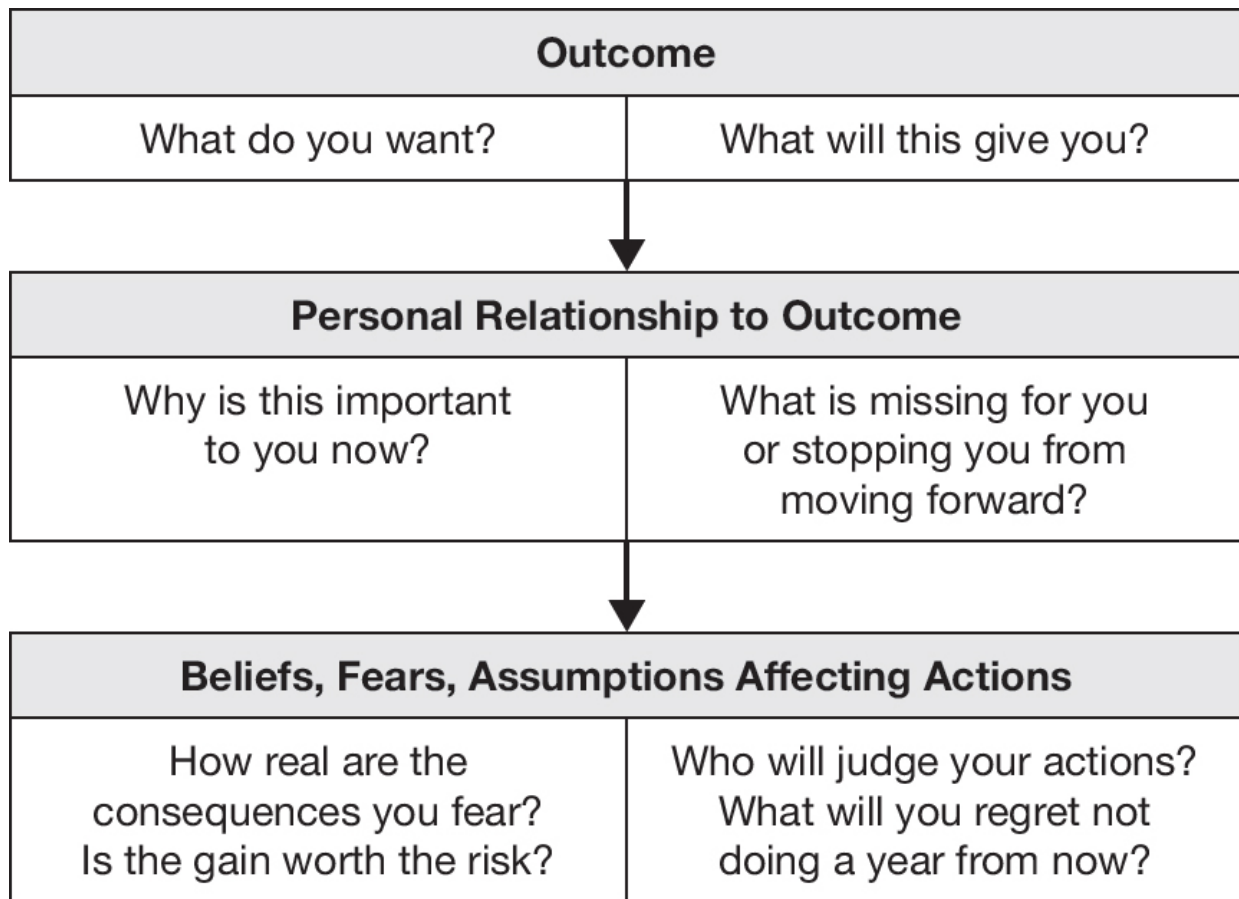 Outcome
What do you want?
What will this give you?
Personal Relationship to Outcome
Why is this important
to you now?
What is missing for you
or stopping you from
moving forward?
Beliefs, Fears, Assumptions Affecting Actions
How real are the
consequences you fear?
Is the gain worth the risk?
Who will judge your actions?
What will you regret not
doing a year from now?